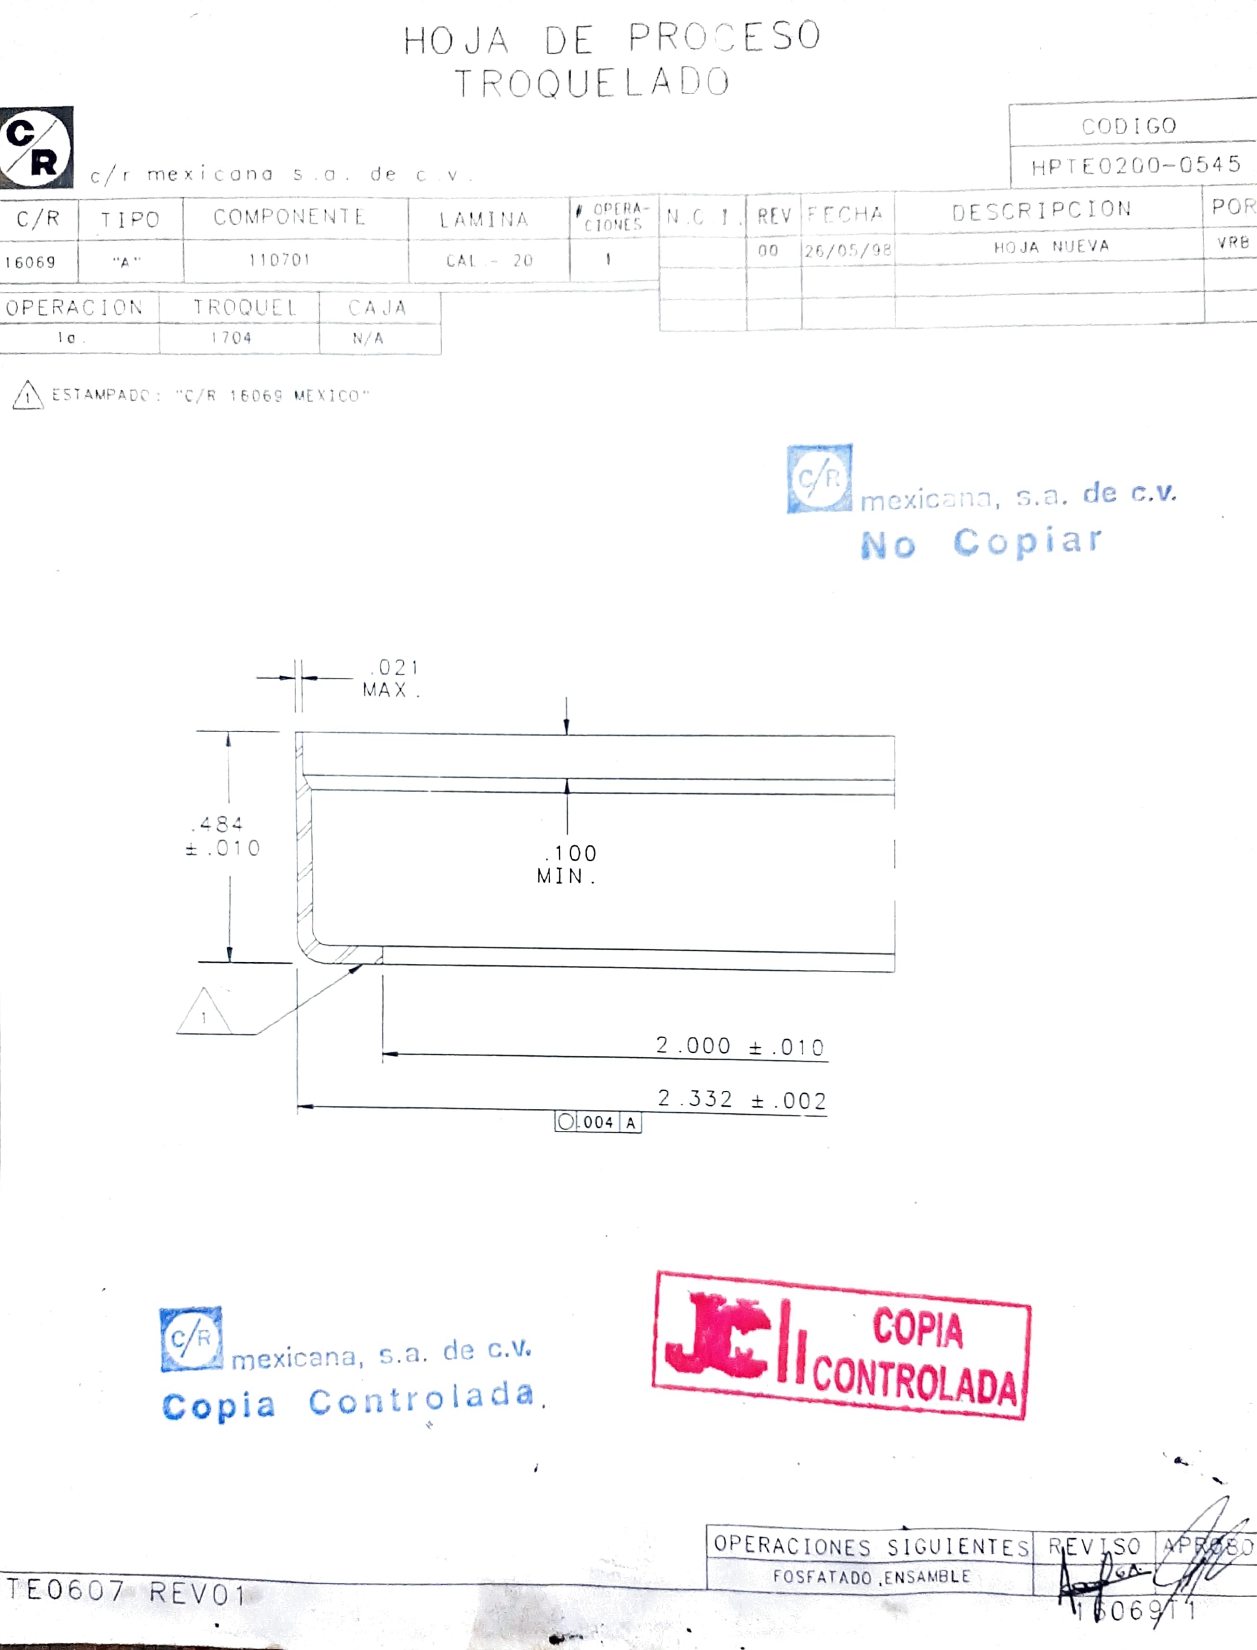 HOJA DE PROCESO
TROQUELADO
C/R
c/r mexicana s.a. de c.v.
CODIGO
HPTE0200-0545
C/R TIPO COMPONENTE LAMINA # OPERA-CIONES N.C.I. REV FECHA DESCRIPCION POR
16069 "A" 110701 CAL.- 20 1 00 26/05/98 HOJA NUEVA VRB
OPERACION TROQUEL CAJA
1a. 1704 N/A
1 ESTAMPADO: "C/R 16069 MEXICO"
C/R mexicana, s.a. de c.v.
No Copiar
.021
MAX.
.484
±.010
.100
MIN.
1
2.000 ±.010
2.332 ±.002
.004 A
C/R mexicana, s.a. de c.v.
Copia Controlada.
COPIA
CONTROLADA
OPERACIONES SIGUIENTES REVISO APROBO
FOSFATADO,ENSAMBLE
TE0607 REV01
16069T1